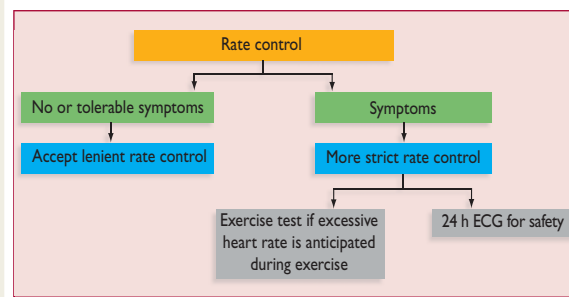 Rate control
No or tolerable symptoms
Symptoms
Accept lenient rate control
More strict rate control
Exercise test if excessive
heart rate is anticipated
during exercise
24 h ECG for safety